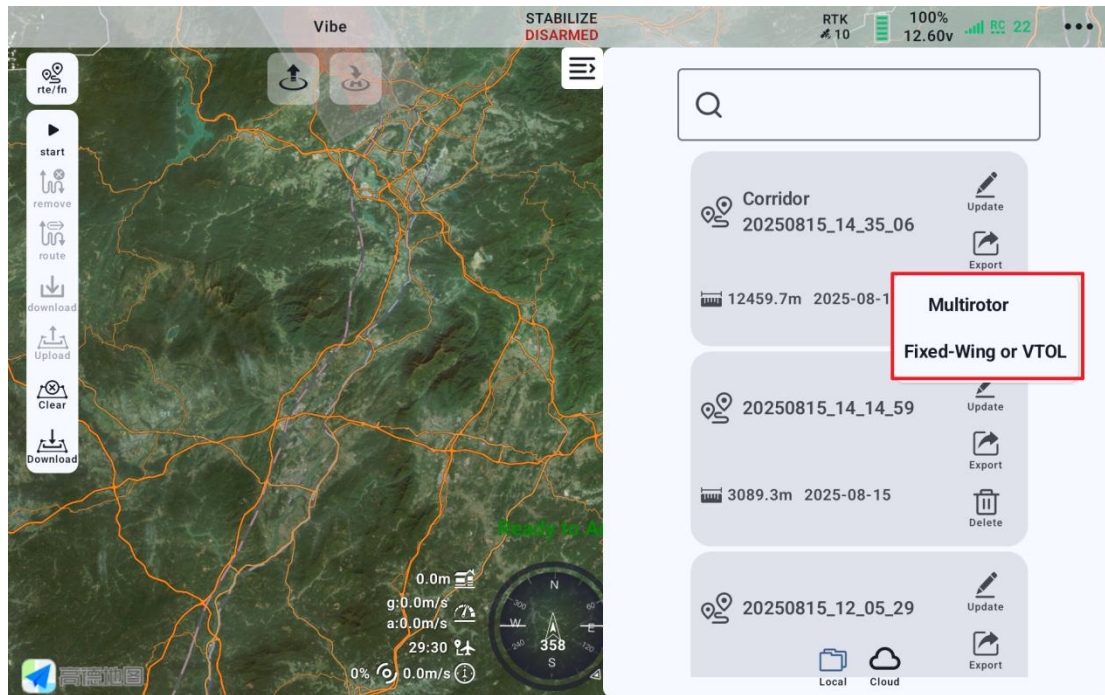 Vibe
STABILIZE
DISARMED
RTK
10
100%
12.60v
RC 22
rte/fn
start
remove
route
download
Upload
Clear
Download
Corridor
20250815_14_35_06
Update
Export
12459.7m 2025-08-1
Multirotor
Fixed-Wing or VTOL
20250815_14_14_59
Update
Export
3089.3m 2025-08-15
Delete
20250815_12_05_29
Update
Export
Local
Cloud
Ready to A
0.0m
g:0.0m/s
a:0.0m/s
29:30
0% 0.0m/s
N
300
60
W
E
240
358
120
S
高德地图